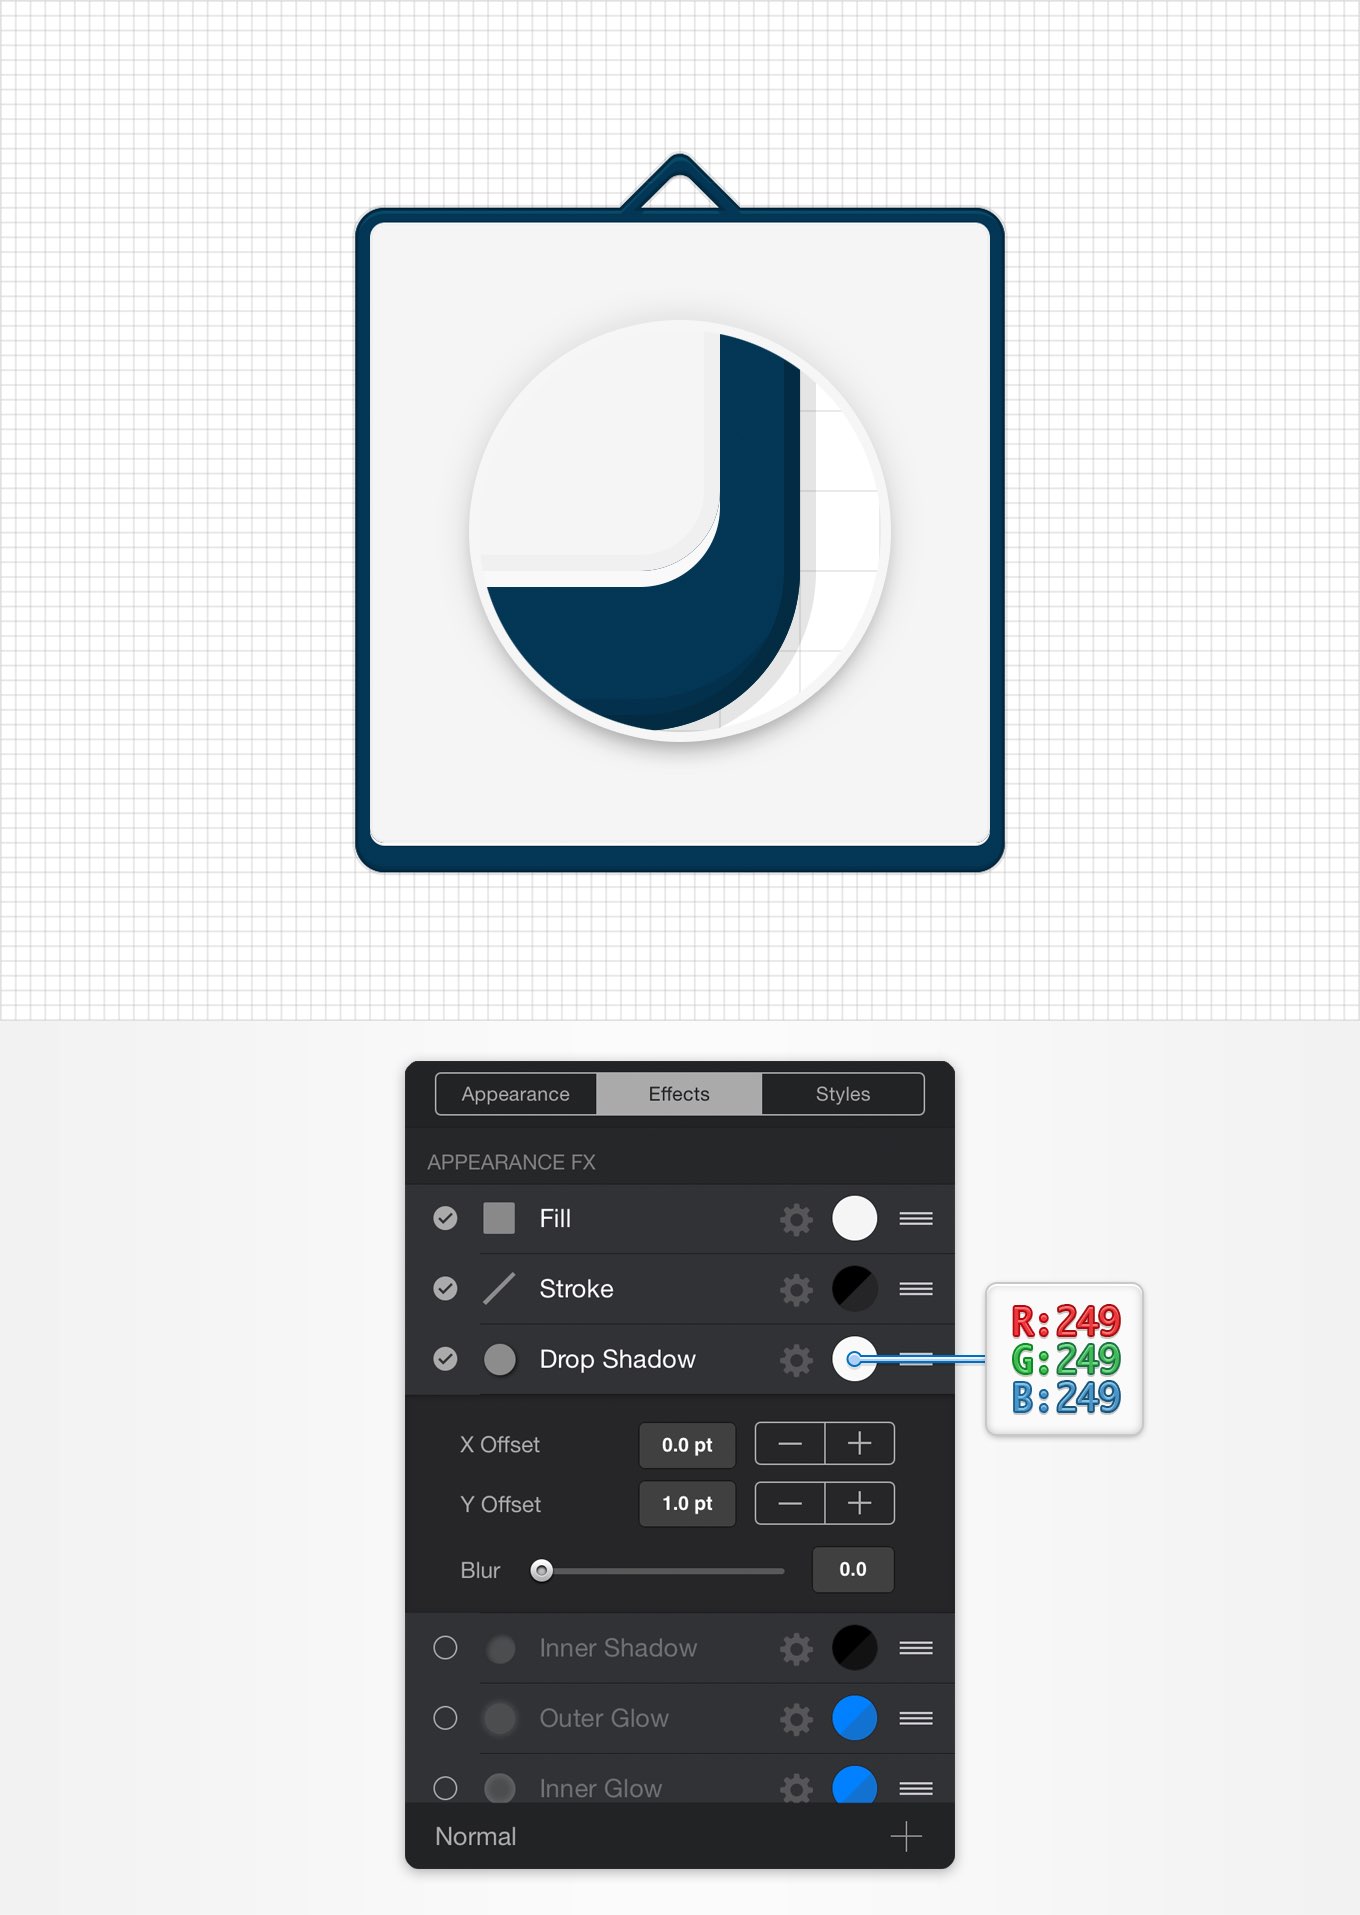 Appearance Effects Styles
APPEARANCE FX
Fill
Stroke
Drop Shadow
R:249
G:249
B:249
X Offset 0.0 pt
Y Offset 1.0 pt
Blur 0.0
Inner Shadow
Outer Glow
Inner Glow
Normal